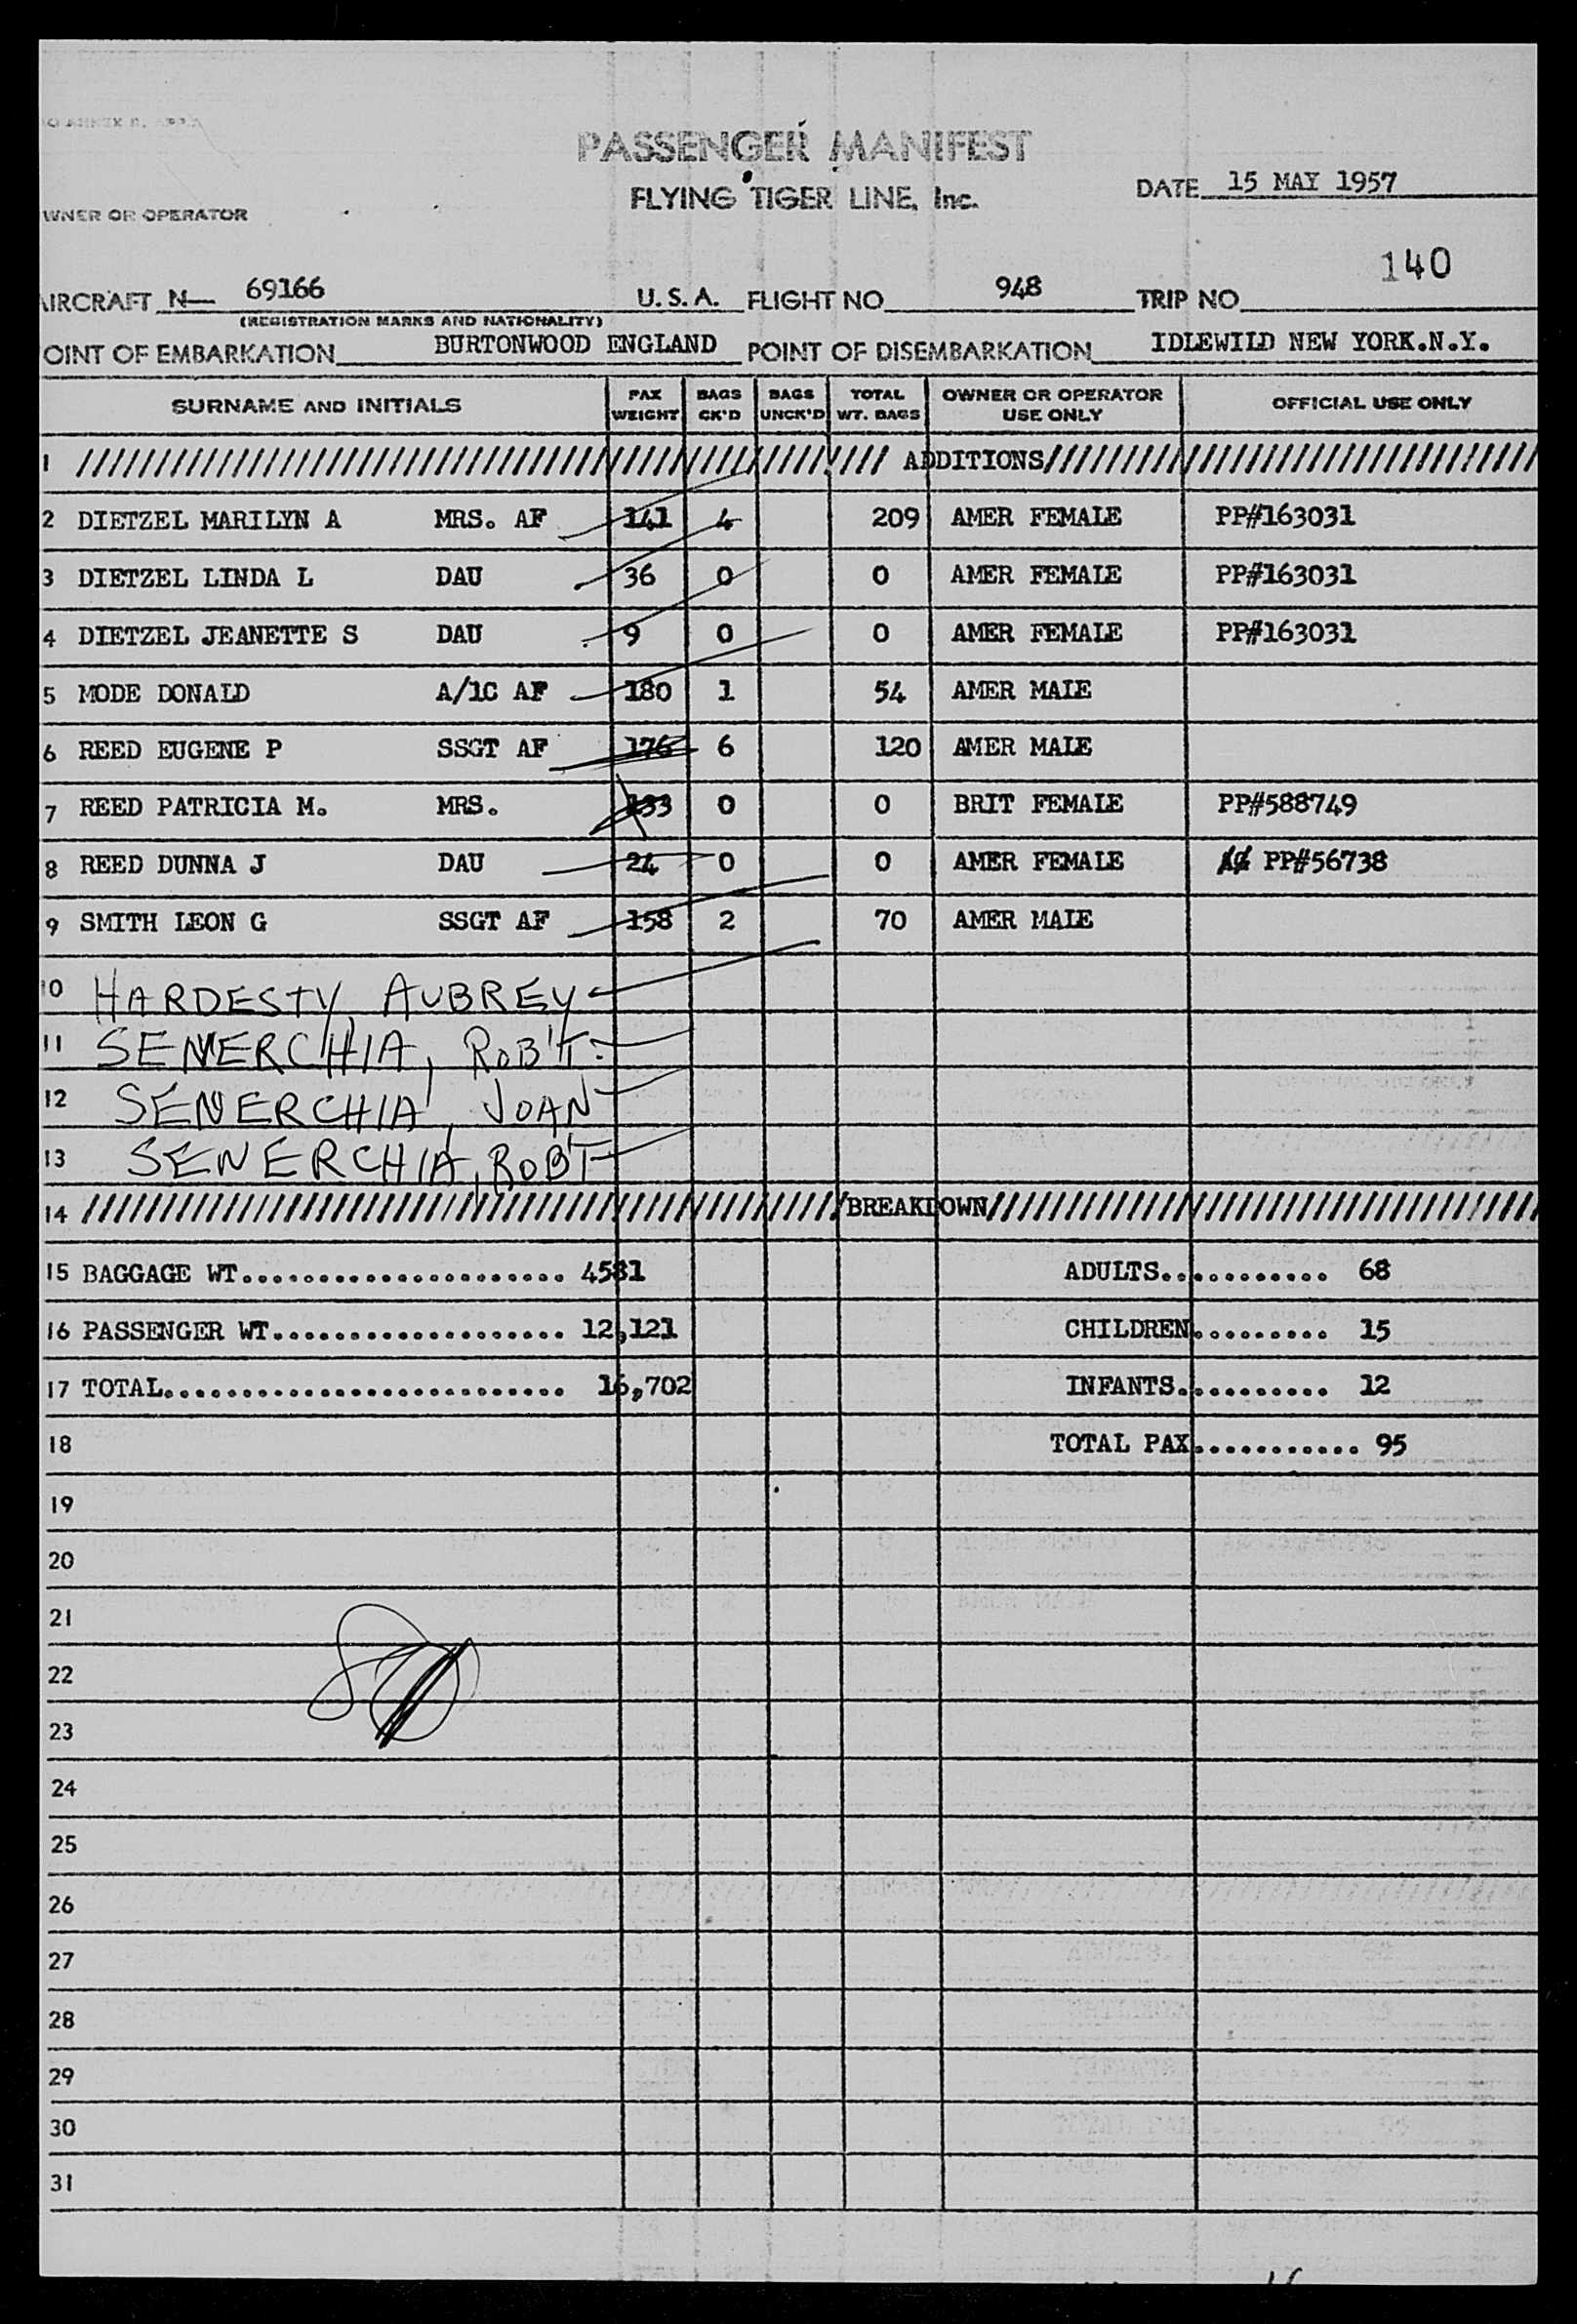 PASSENGER MANIFEST
FLYING TIGER LINE, Inc.
DATE 15 MAY 1957
WNER OR OPERATOR
140
AIRCRAFT N— 69166 U.S.A. FLIGHT NO 948 TRIP NO
(REGISTRATION MARKS AND NATIONALITY)
OINT OF EMBARKATION BURTONWOOD ENGLAND POINT OF DISEMBARKATION IDLEWILD NEW YORK.N.Y.
SURNAME AND INITIALS PAX WEIGHT BAGS CK'D BAGS UNCK'D TOTAL WT. BAGS OWNER OR OPERATOR USE ONLY OFFICIAL USE ONLY
1 //////////////////////////////////////////////////// ADDITIONS////////////////////////////////
2 DIETZEL MARILYN A MRS. AF 141 4 209 AMER FEMALE PP#163031
3 DIETZEL LINDA L DAU 36 0 0 AMER FEMALE PP#163031
4 DIETZEL JEANETTE S DAU 9 0 0 AMER FEMALE PP#163031
5 MODE DONALD A/1C AF 180 1 54 AMER MALE
6 REED EUGENE P SSGT AF 176 6 120 AMER MALE
7 REED PATRICIA M. MRS. 133 0 0 BRIT FEMALE PP#588749
8 REED DUNNA J DAU 24 0 0 AMER FEMALE PP#56738
9 SMITH LEON G SSGT AF 158 2 70 AMER MALE
10 HARDESTY, AUBREY
11 SENERCHIA, ROB'T.
12 SENERCHIA, JOAN
13 SENERCHIA, ROB'T
14 //////////////////////////////////////////////////BREAKDOWN////////////////////////////////////
15 BAGGAGE WT..................... 4581 ADULTS........... 68
16 PASSENGER WT................... 12,121 CHILDREN......... 15
17 TOTAL.......................... 16,702 INFANTS.......... 12
18 TOTAL PAX........... 95
19
20
21
22
23
24
25
26
27
28
29
30
31